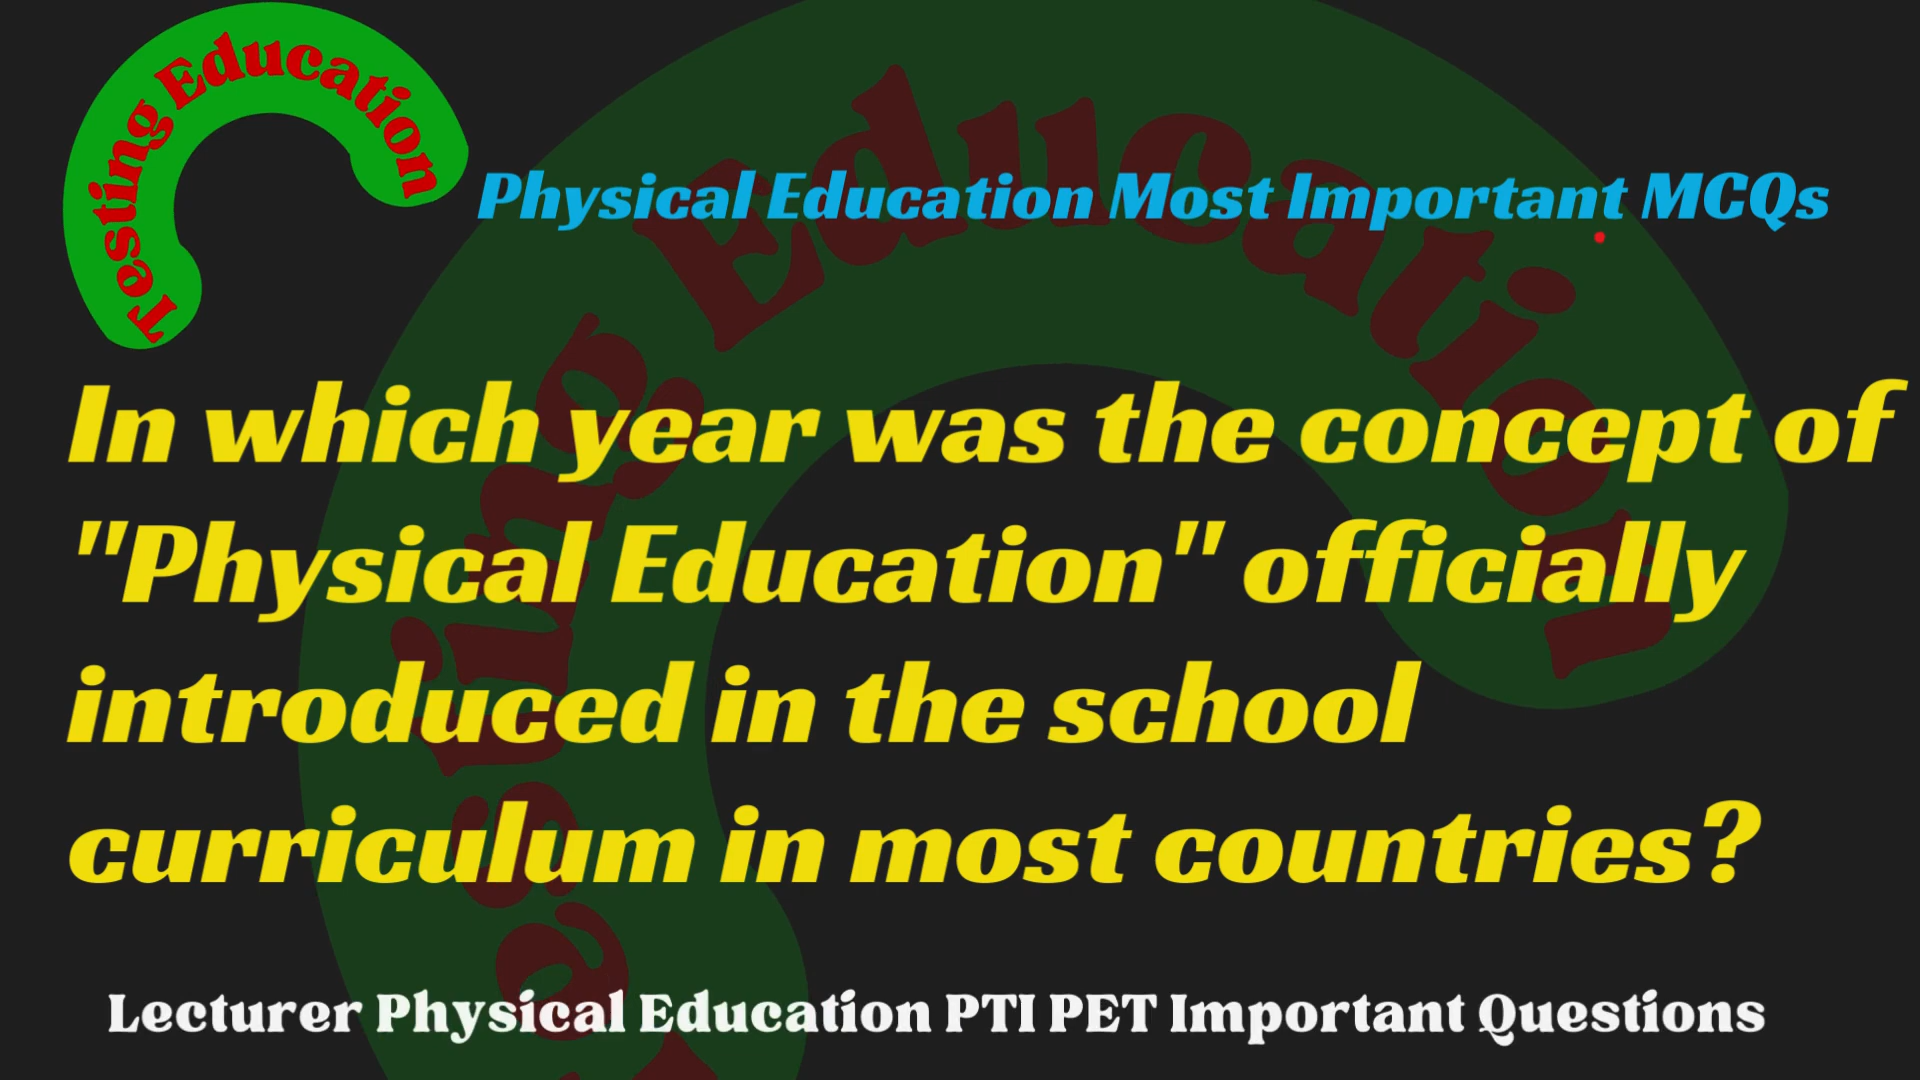 Testing Education
Physical Education Most Important MCQs
In which year was the concept of
"Physical Education" officially
introduced in the school
curriculum in most countries?
Lecturer Physical Education PTI PET Important Questions